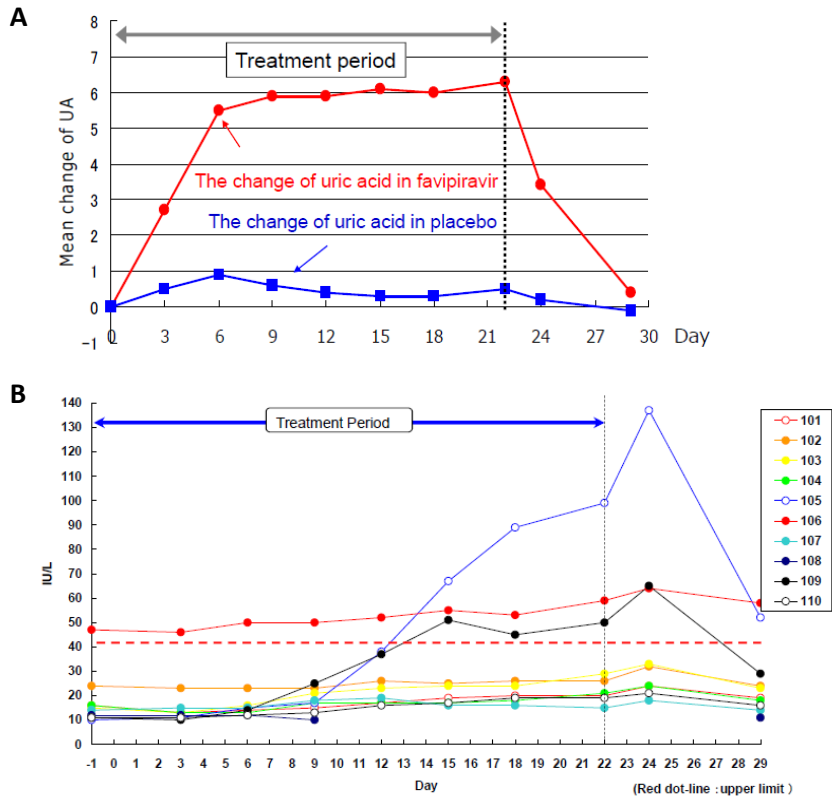 A
8
7
6
5
4
3
2
1
0
-1
Mean change of UA
Treatment period
The change of uric acid in favipiravir
The change of uric acid in placebo
0 3 6 9 12 15 18 21 24 27 30 Day
B
140
130
120
110
100
90
80
70
60
50
40
30
20
10
0
IU/L
Treatment Period
101
102
103
104
105
106
107
108
109
110
-1 0 1 2 3 4 5 6 7 8 9 10 11 12 13 14 15 16 17 18 19 20 21 22 23 24 25 26 27 28 29
Day
(Red dot-line : upper limit)